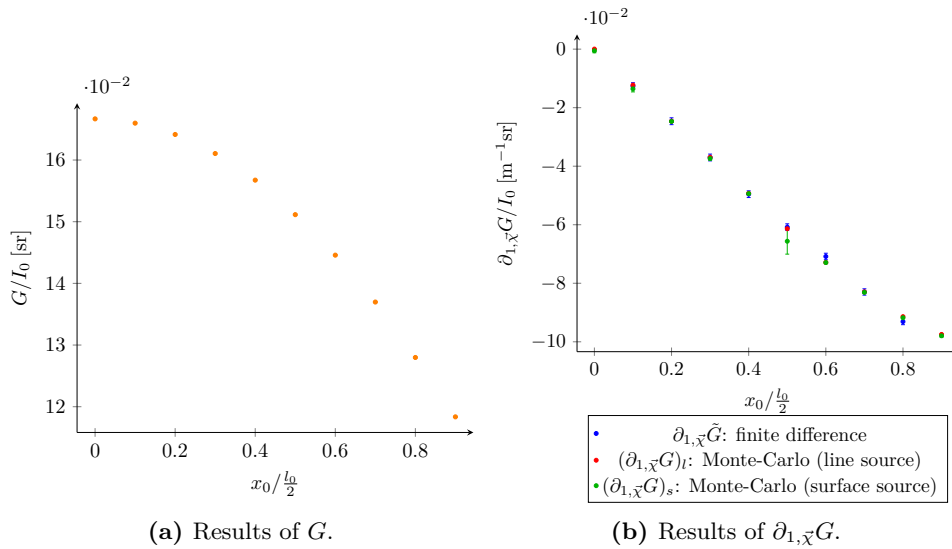 ·10⁻²
16
15
14
13
12
G/I₀ [sr]
0 0.2 0.4 0.6 0.8
x₀/l₀/2
(a) Results of G.
·10⁻²
0
−2
−4
−6
−8
−10
∂₁,χ⃗G/I₀ [m⁻¹sr]
0 0.2 0.4 0.6 0.8
x₀/l₀/2
∂₁,χ⃗G̃: finite difference
(∂₁,χ⃗G)ₗ: Monte-Carlo (line source)
(∂₁,χ⃗G)ₛ: Monte-Carlo (surface source)
(b) Results of ∂₁,χ⃗G.